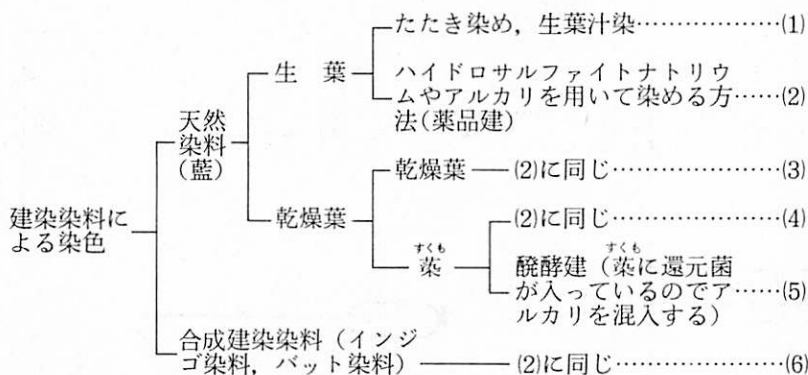 たたき染め，生葉汁染………………(1)
生　葉
ハイドロサルファイトナトリウ
ムやアルカリを用いて染める方……(2)
法(薬品建)
天然
染料
(藍)
乾燥葉
乾燥葉
(2)に同じ………………(3)
建染染料に
よる染色
すくも
蒅
(2)に同じ………………(4)
すくも
醗酵建（蒅に還元菌
が入っているのでア……(5)
ルカリを混入する）
合成建染染料（インジ
ゴ染料，バット染料）
(2)に同じ………………(6)